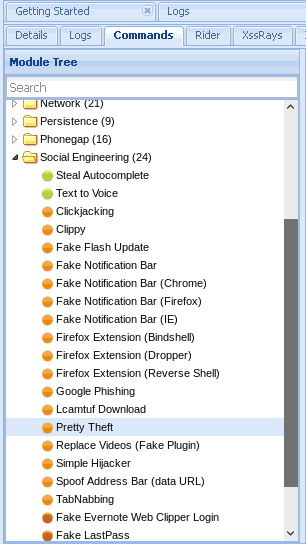 Getting Started
Logs
Details
Logs
Commands
Rider
XssRays
Module Tree
Search
Network (21)
Persistence (9)
Phonegap (16)
Social Engineering (24)
Steal Autocomplete
Text to Voice
Clickjacking
Clippy
Fake Flash Update
Fake Notification Bar
Fake Notification Bar (Chrome)
Fake Notification Bar (Firefox)
Fake Notification Bar (IE)
Firefox Extension (Bindshell)
Firefox Extension (Dropper)
Firefox Extension (Reverse Shell)
Google Phishing
Lcamtuf Download
Pretty Theft
Replace Videos (Fake Plugin)
Simple Hijacker
Spoof Address Bar (data URL)
TabNabbing
Fake Evernote Web Clipper Login
Fake LastPass